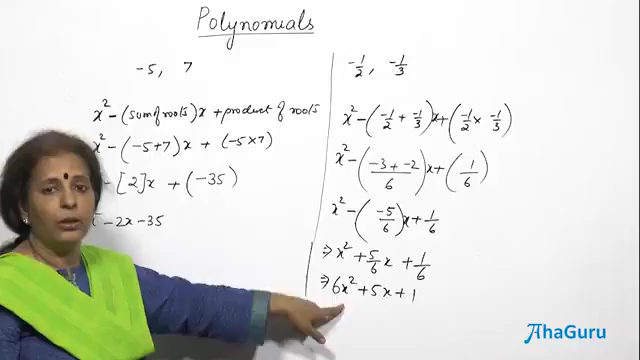 Polynomials
-5, 7
x² - (sum of roots)x + product of roots
x² - (-5+7)x + (-5×7)
- [2]x + (-35)
- 2x - 35
-1/2, -1/3
x² - (-1/2 + -1/3)x + (-1/2 × -1/3)
x² - (-3 + -2/6)x + (1/6)
x² - (-5/6)x + 1/6
⇒ x² + 5/6 x + 1/6
⇒ 6x² + 5x + 1
AhaGuru